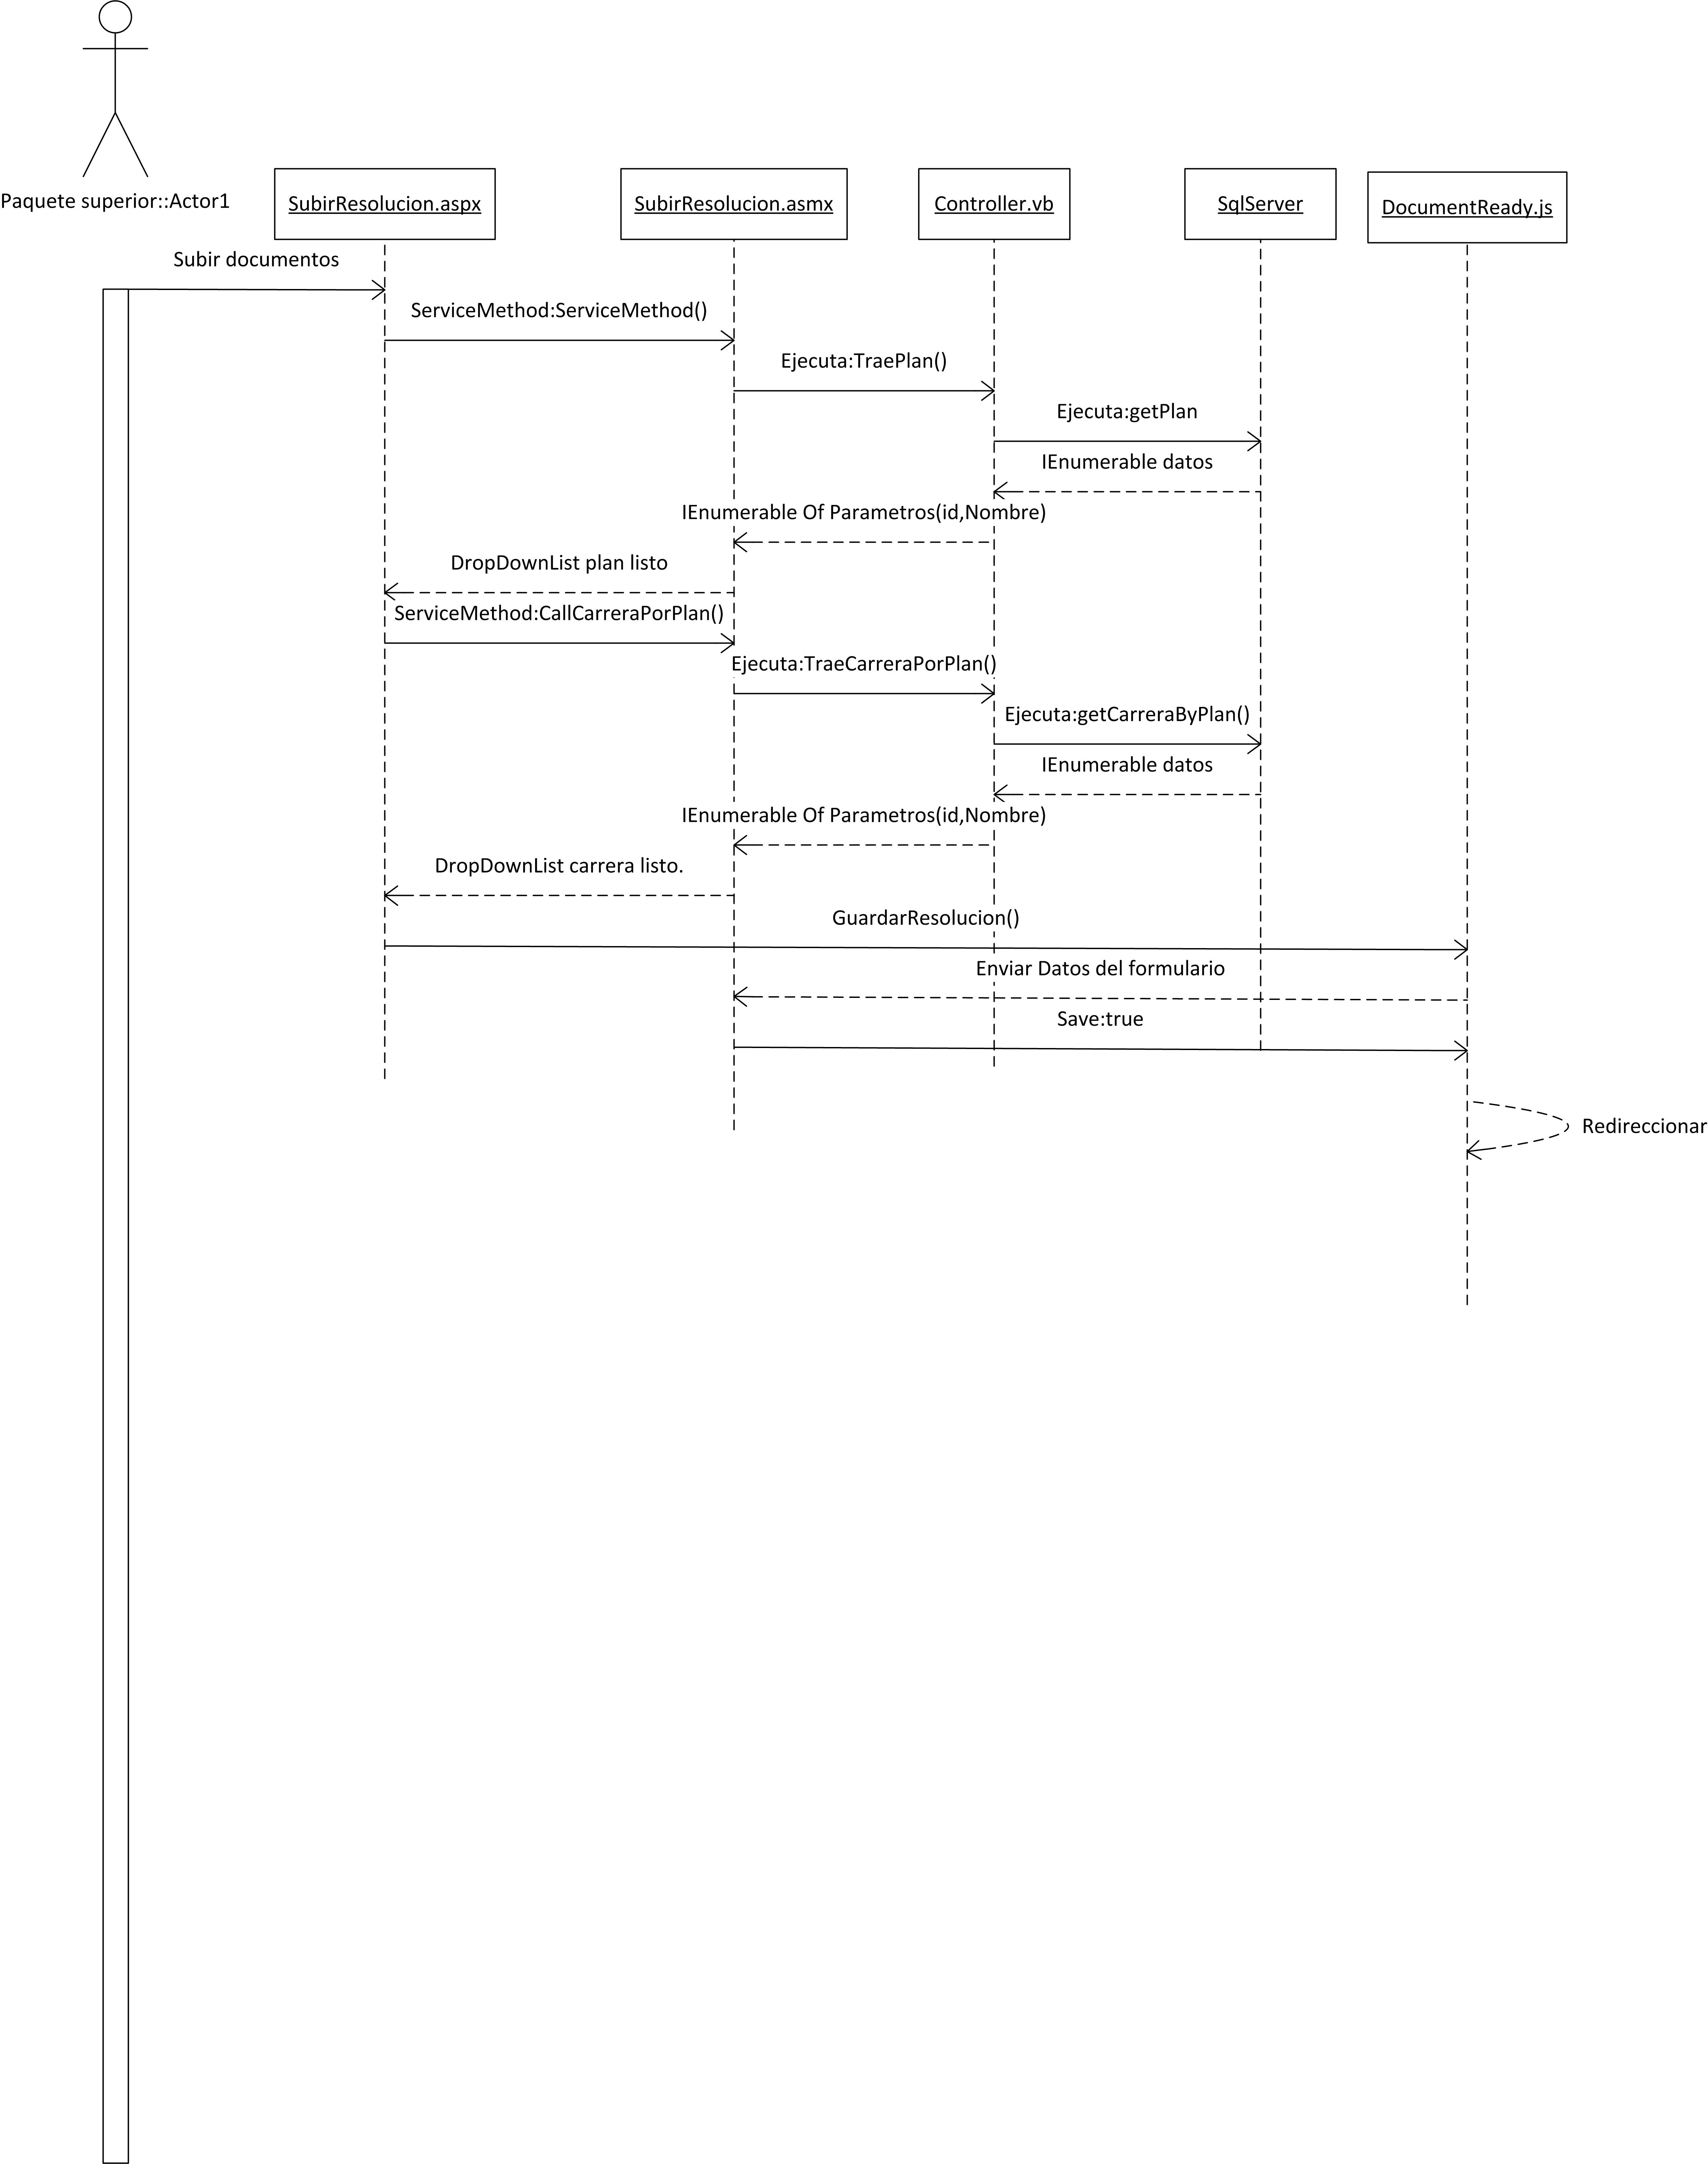 Paquete superior::Actor1
SubirResolucion.aspx
SubirResolucion.asmx
Controller.vb
SqlServer
DocumentReady.js
Subir documentos
ServiceMethod:ServiceMethod()
Ejecuta:TraePlan()
Ejecuta:getPlan
IEnumerable datos
IEnumerable Of Parametros(id,Nombre)
DropDownList plan listo
ServiceMethod:CallCarreraPorPlan()
Ejecuta:TraeCarreraPorPlan()
Ejecuta:getCarreraByPlan()
IEnumerable datos
IEnumerable Of Parametros(id,Nombre)
DropDownList carrera listo.
GuardarResolucion()
Enviar Datos del formulario
Save:true
Redireccionar